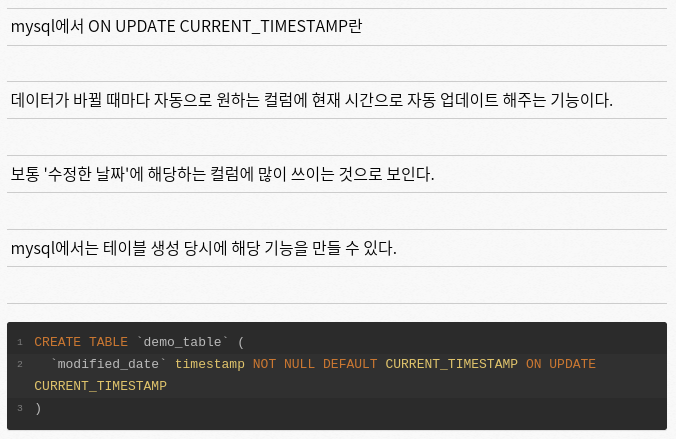 mysql에서 ON UPDATE CURRENT_TIMESTAMP란
데이터가 바뀔 때마다 자동으로 원하는 컬럼에 현재 시간으로 자동 업데이트 해주는 기능이다.
보통 '수정한 날짜'에 해당하는 컬럼에 많이 쓰이는 것으로 보인다.
mysql에서는 테이블 생성 당시에 해당 기능을 만들 수 있다.
1 CREATE TABLE `demo_table` (
2 `modified_date` timestamp NOT NULL DEFAULT CURRENT_TIMESTAMP ON UPDATE
CURRENT_TIMESTAMP
3 )